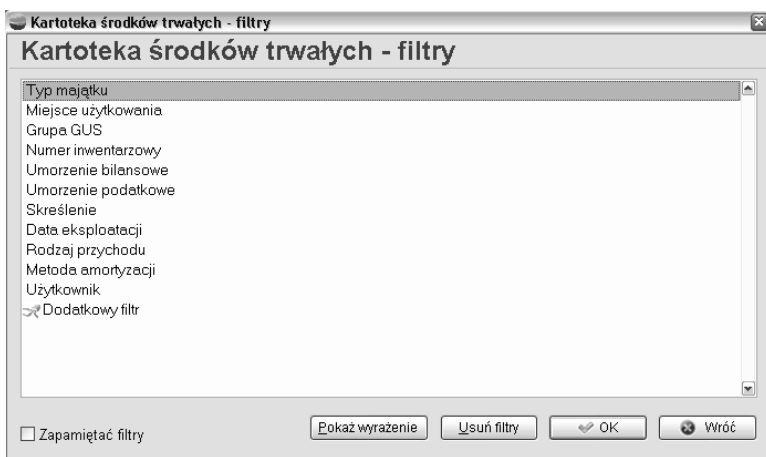 Kartoteka środków trwałych - filtry
Kartoteka środków trwałych - filtry
Typ majątku
Miejsce użytkowania
Grupa GUS
Numer inwentarzowy
Umorzenie bilansowe
Umorzenie podatkowe
Skreślenie
Data eksploatacji
Rodzaj przychodu
Metoda amortyzacji
Użytkownik
Dodatkowy filtr
Zapamiętać filtry Pokaż wyrażenie Usuń filtry OK Wróć